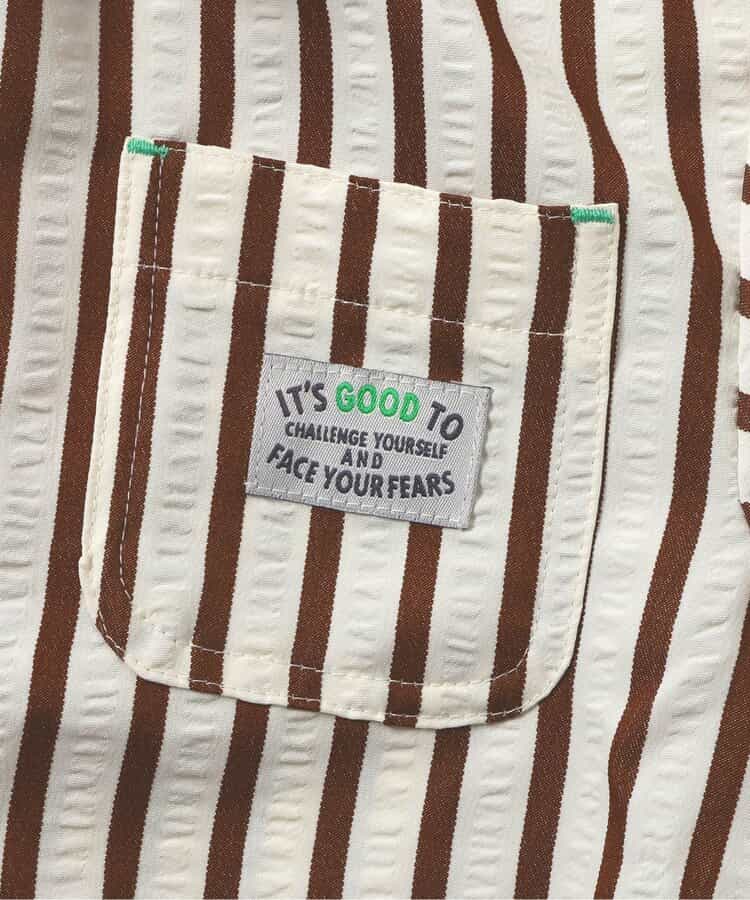 IT'S GOOD TO
CHALLENGE YOURSELF
AND
FACE YOUR FEARS